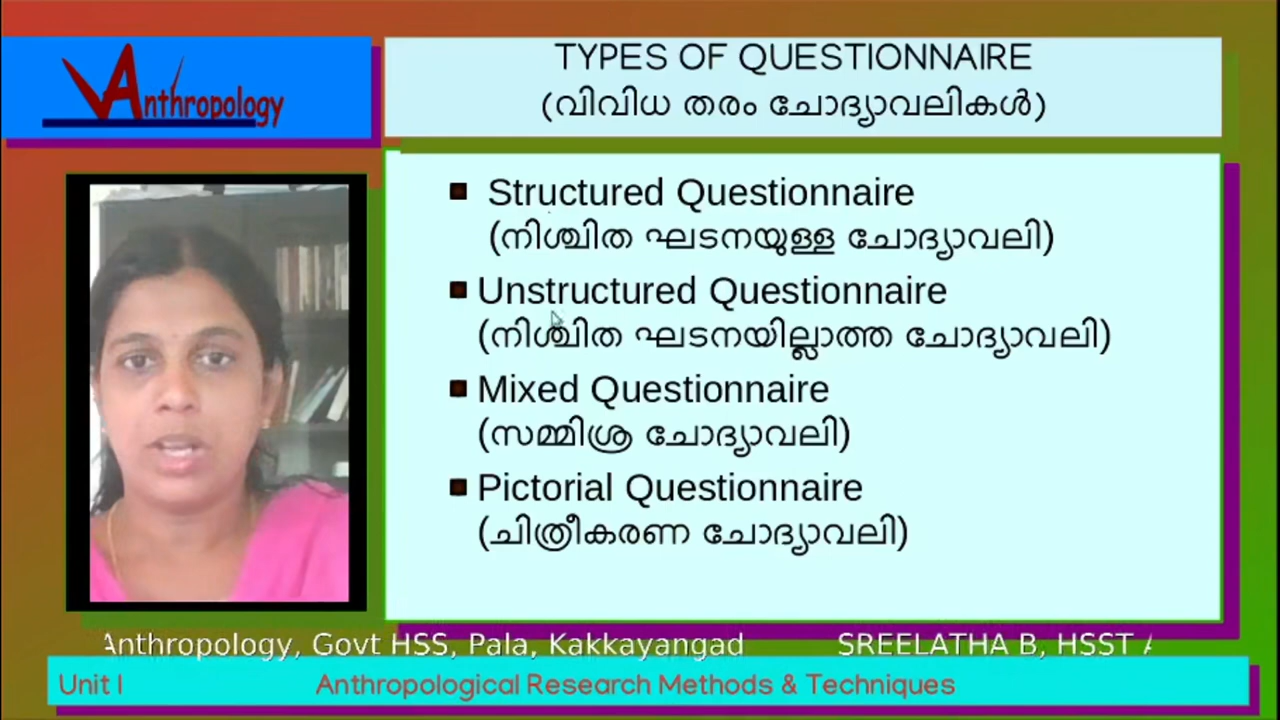 Anthropology
TYPES OF QUESTIONNAIRE
(വിവിധ തരം ചോദ്യാവലികൾ)
Structured Questionnaire
(നിശ്ചിത ഘടനയുള്ള ചോദ്യാവലി)
Unstructured Questionnaire
(നിശ്ചിത ഘടനയില്ലാത്ത ചോദ്യാവലി)
Mixed Questionnaire
(സമ്മിശ്ര ചോദ്യാവലി)
Pictorial Questionnaire
(ചിത്രീകരണ ചോദ്യാവലി)
Anthropology, Govt HSS, Pala, Kakkayangad SREELATHA B, HSST
Unit I Anthropological Research Methods & Techniques